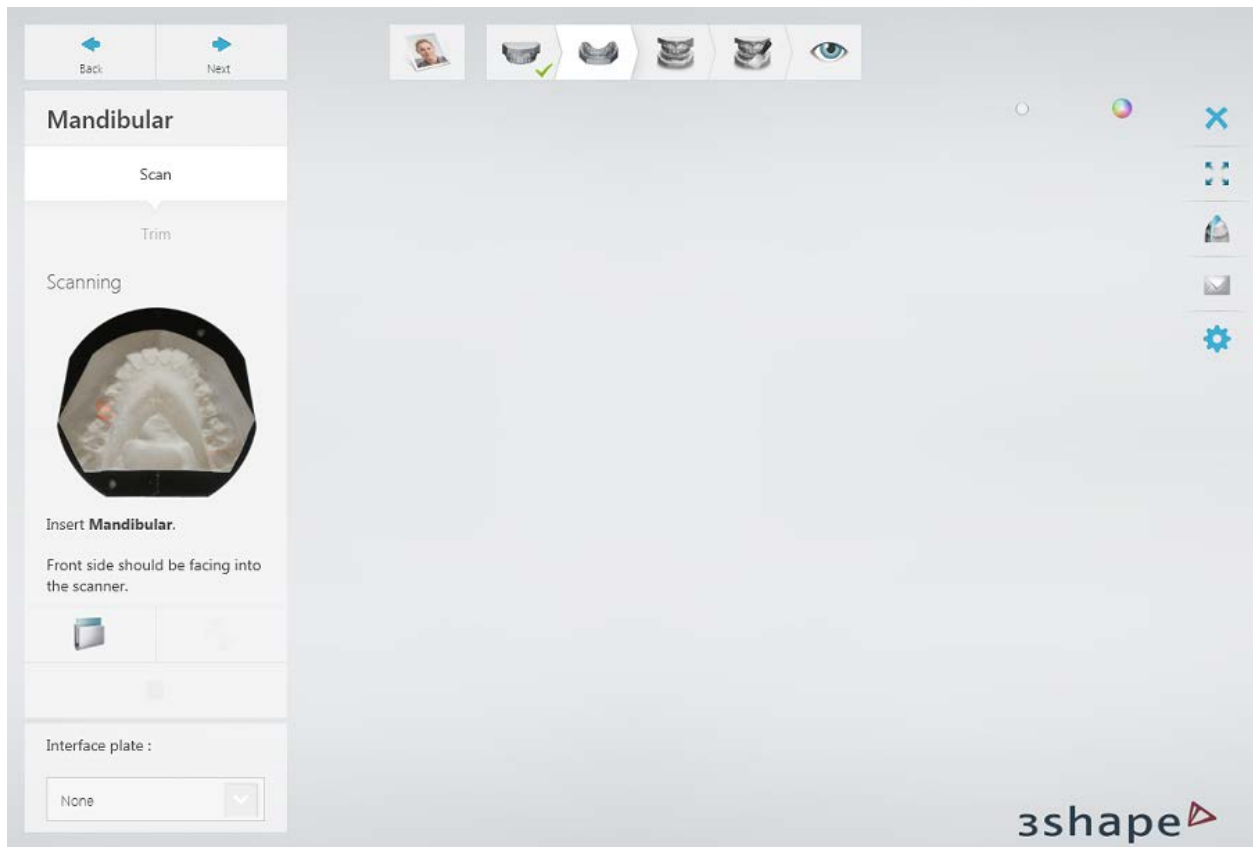 Back
Next
Mandibular
Scan
Trim
Scanning
Insert Mandibular.
Front side should be facing into
the scanner.
Interface plate :
None
3shape